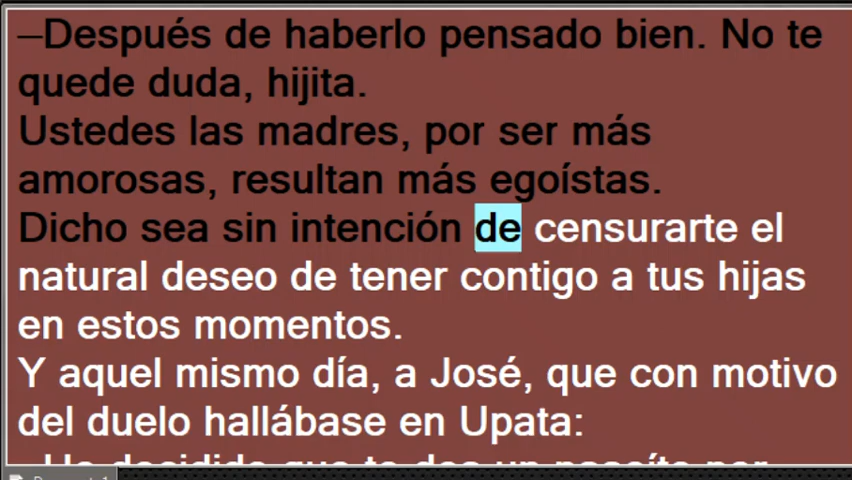 –Después de haberlo pensado bien. No te
quede duda, hijita.
Ustedes las madres, por ser más
amorosas, resultan más egoístas.
Dicho sea sin intención de censurarte el
natural deseo de tener contigo a tus hijas
en estos momentos.
Y aquel mismo día, a José, que con motivo
del duelo hallábase en Upata: